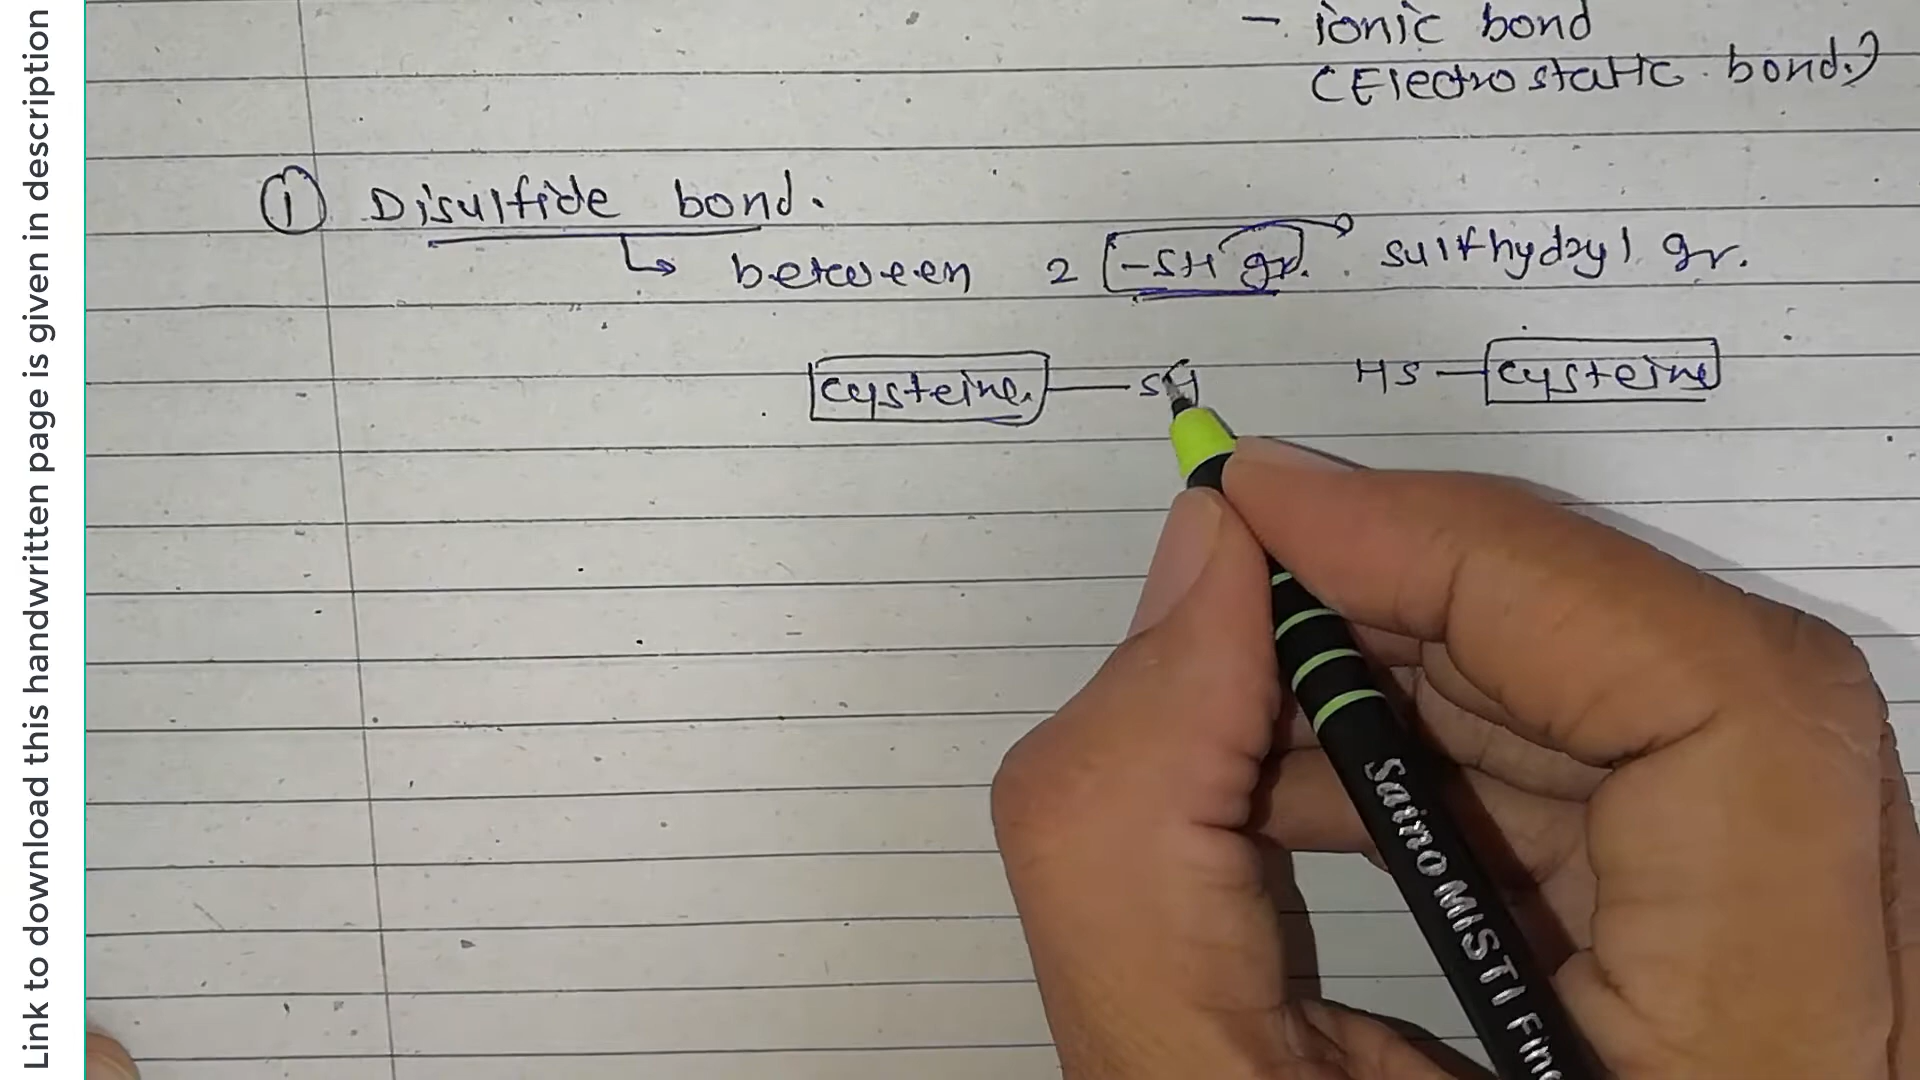 Link to download this handwritten page is given in description
- ionic bond
(Electrostatic bond.)
① Disulfide bond.
↳ between 2 -SH gr. sulfhydryl gr.
cysteine. — SH HS — cysteine
Saino MISTI Fine